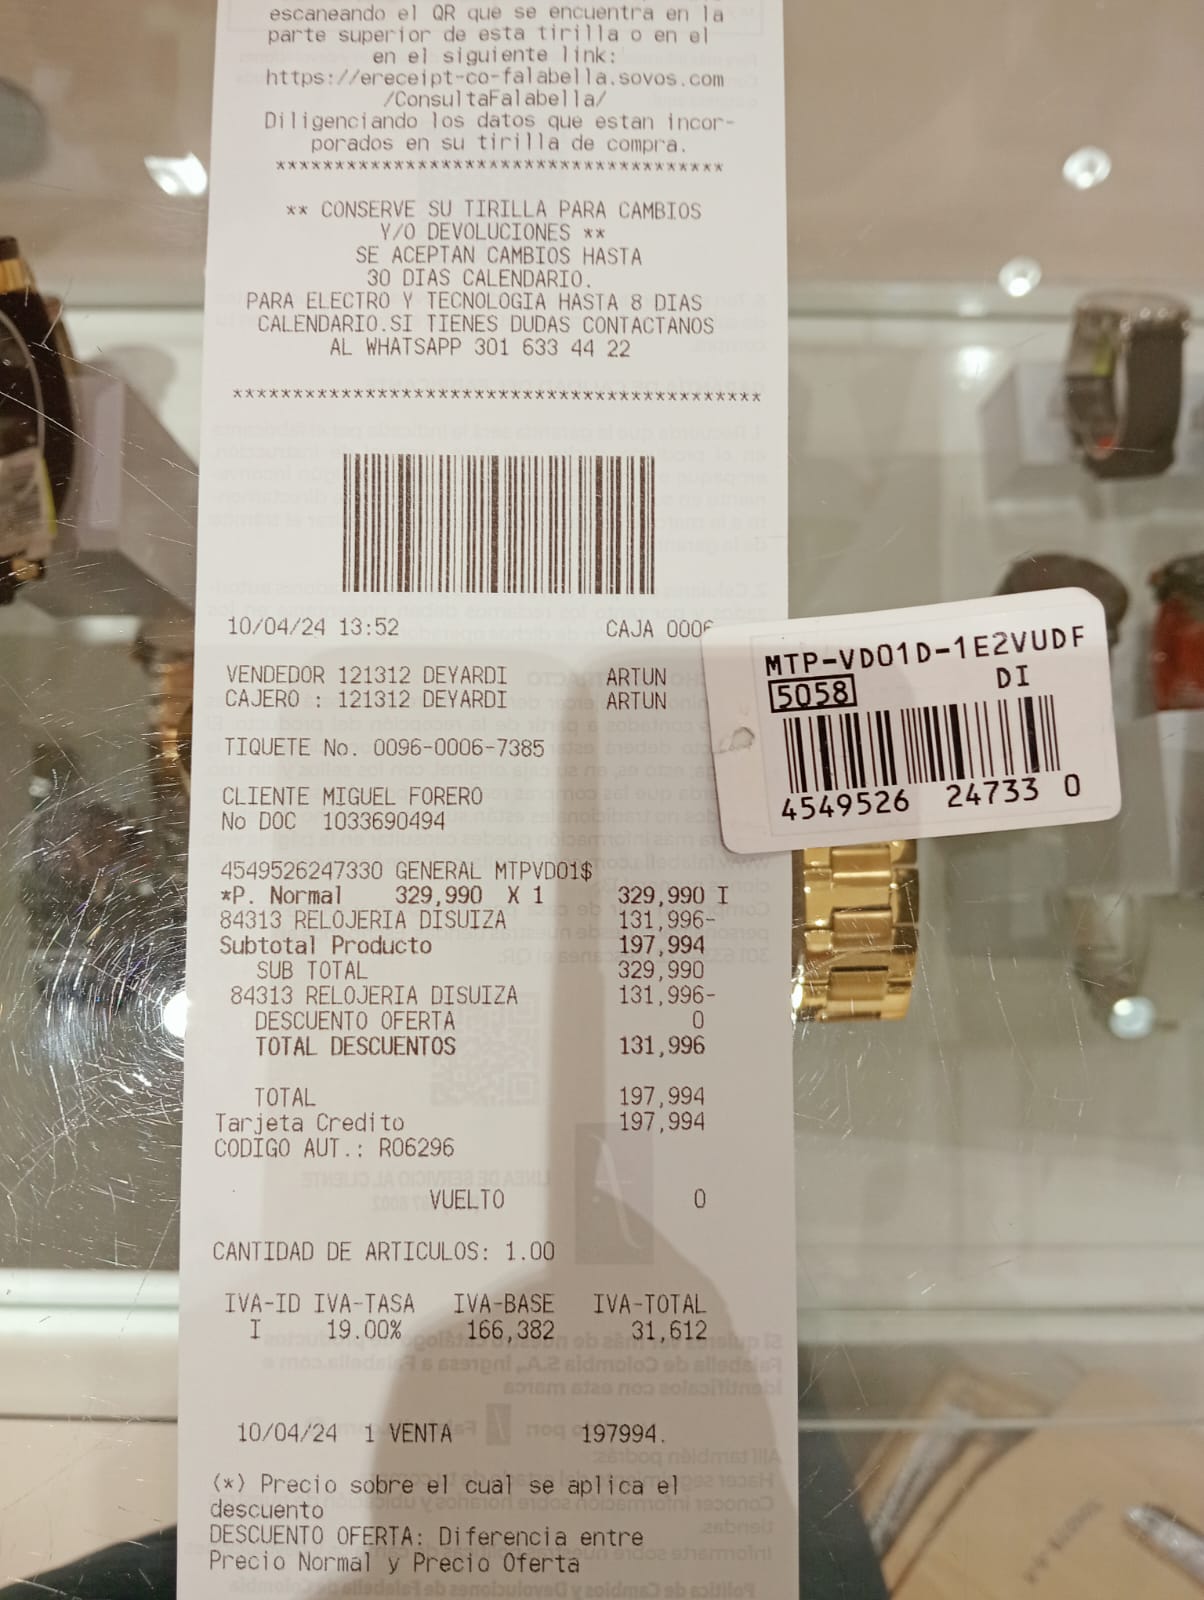 escaneando el QR que se encuentra en la
parte superior de esta tirilla o en el
en el siguiente link:
https://ereceipt-co-falabella.sovos.com
/ConsultaFalabella/
Diligenciando los datos que estan incor-
porados en su tirilla de compra.
**************************************
** CONSERVE SU TIRILLA PARA CAMBIOS
Y/O DEVOLUCIONES **
SE ACEPTAN CAMBIOS HASTA
30 DIAS CALENDARIO.
PARA ELECTRO Y TECNOLOGIA HASTA 8 DIAS
CALENDARIO.SI TIENES DUDAS CONTACTANOS
AL WHATSAPP 301 633 44 22
********************************************
10/04/24 13:52 CAJA 0006
VENDEDOR 121312 DEYARDI ARTUN
CAJERO : 121312 DEYARDI ARTUN
TIQUETE No. 0096-0006-7385
CLIENTE MIGUEL FORERO
No DOC 1033690494
4549526247330 GENERAL MTPVD01$
*P. Normal 329,990 X 1 329,990 I
84313 RELOJERIA DISUIZA 131,996-
Subtotal Producto 197,994
SUB TOTAL 329,990
84313 RELOJERIA DISUIZA 131,996-
DESCUENTO OFERTA 0
TOTAL DESCUENTOS 131,996
TOTAL 197,994
Tarjeta Credito 197,994
CODIGO AUT.: R06296
VUELTO 0
CANTIDAD DE ARTICULOS: 1.00
IVA-ID IVA-TASA IVA-BASE IVA-TOTAL
I 19.00% 166,382 31,612
10/04/24 1 VENTA 197994.
(*) Precio sobre el cual se aplica el
descuento
DESCUENTO OFERTA: Diferencia entre
Precio Normal y Precio Oferta
MTP-VD01D-1E2VUDF
5058 DI
4549526 24733 0